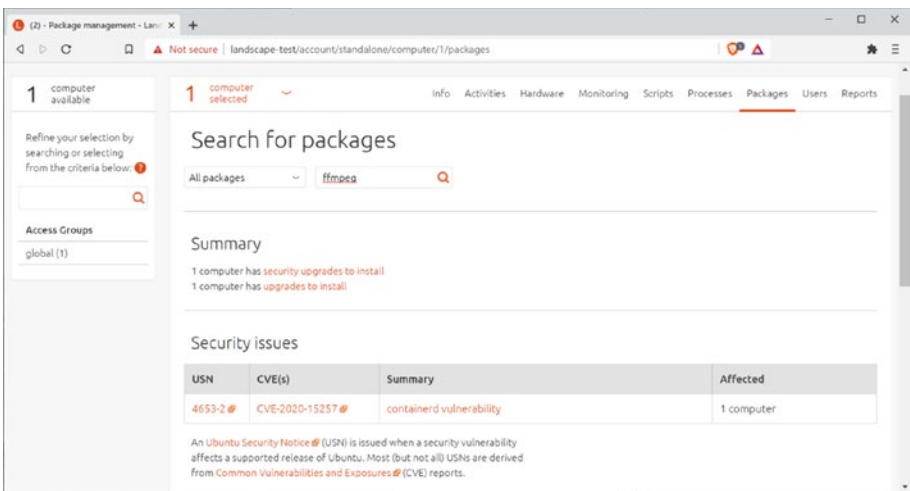 (2) - Package management - Lan
Not secure landscape-test/account/standalone/computer/1/packages
1 computer available
Refine your selection by
searching or selecting
from the criteria below: ?
Access Groups
global (1)
1 computer selected
Info Activities Hardware Monitoring Scripts Processes Packages Users Reports
Search for packages
All packages ffmpeg
Summary
1 computer has security upgrades to install
1 computer has upgrades to install
Security issues
USN CVE(s) Summary Affected
4653-2 CVE-2020-15257 containerd vulnerability 1 computer
An Ubuntu Security Notice (USN) is issued when a security vulnerability
affects a supported release of Ubuntu. Most (but not all) USNs are derived
from Common Vulnerabilities and Exposures (CVE) reports.